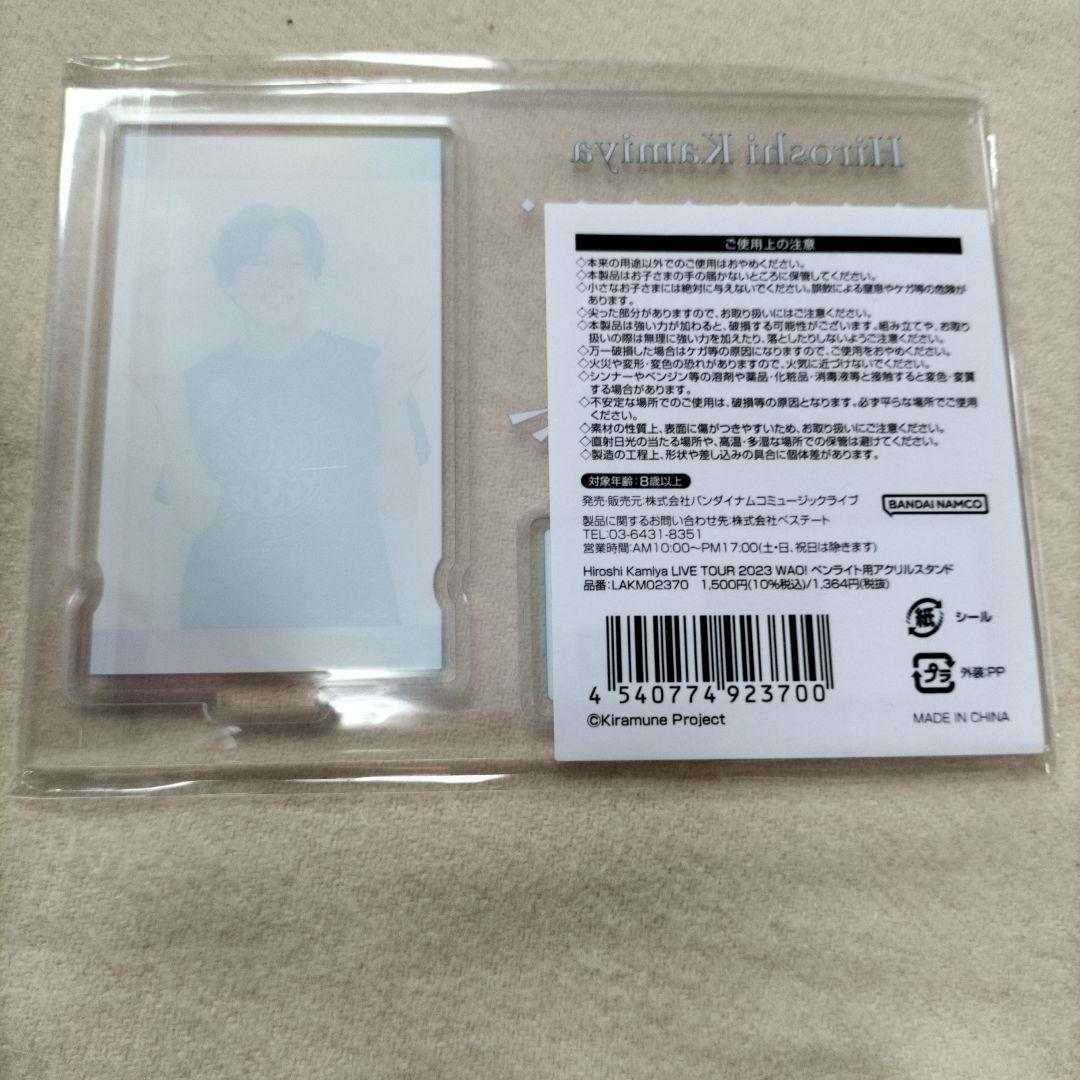 Hiroshi Kamiya
ご使用上の注意
◇本来の用途以外でのご使用はおやめください。
◇本製品はお子さまの手の届かないところに保管してください。
◇小さなお子さまには絶対に与えないでください。誤飲による窒息やケガ等の危険が
あります。
◇尖った部分がありますので、お取り扱いにはご注意ください。
◇本製品は強い力が加わると、破損する可能性がございます。組み立てや、お取り
扱いの際は無理に強い力を加えたり、落としたりしないようご注意ください。
◇万一破損した場合はケガ等の原因になりますので、ご使用をおやめください。
◇火災や変形・変色の恐れがありますので、火気に近づけないでください。
◇シンナーやベンジン等の溶剤や薬品・化粧品・消毒液等と接触すると変色・変質
する場合があります。
◇不安定な場所でのご使用は、破損等の原因となります。必ず平らな場所でご使用
ください。
◇素材の性質上、表面に傷がつきやすいため、お取り扱いにご注意ください。
◇直射日光の当たる場所や、高温・多湿な場所での保管は避けてください。
◇製造の工程上、形状や差し込みの具合に個体差があります。
対象年齢:8歳以上
発売・販売元:株式会社バンダイナムコミュージックライブ
BANDAI NAMCO
製品に関するお問い合わせ先:株式会社ベステート
TEL:03-6431-8351
営業時間:AM10:00〜PM17:00(土・日、祝日は除きます)
Hiroshi Kamiya LIVE TOUR 2023 WAO! ペンライト用アクリルスタンド
品番:LAKM02370 1,500円(10%税込)/1,364円(税抜)
紙 シール
プラ 外装:PP
4 540774 923700
©Kiramune Project
MADE IN CHINA